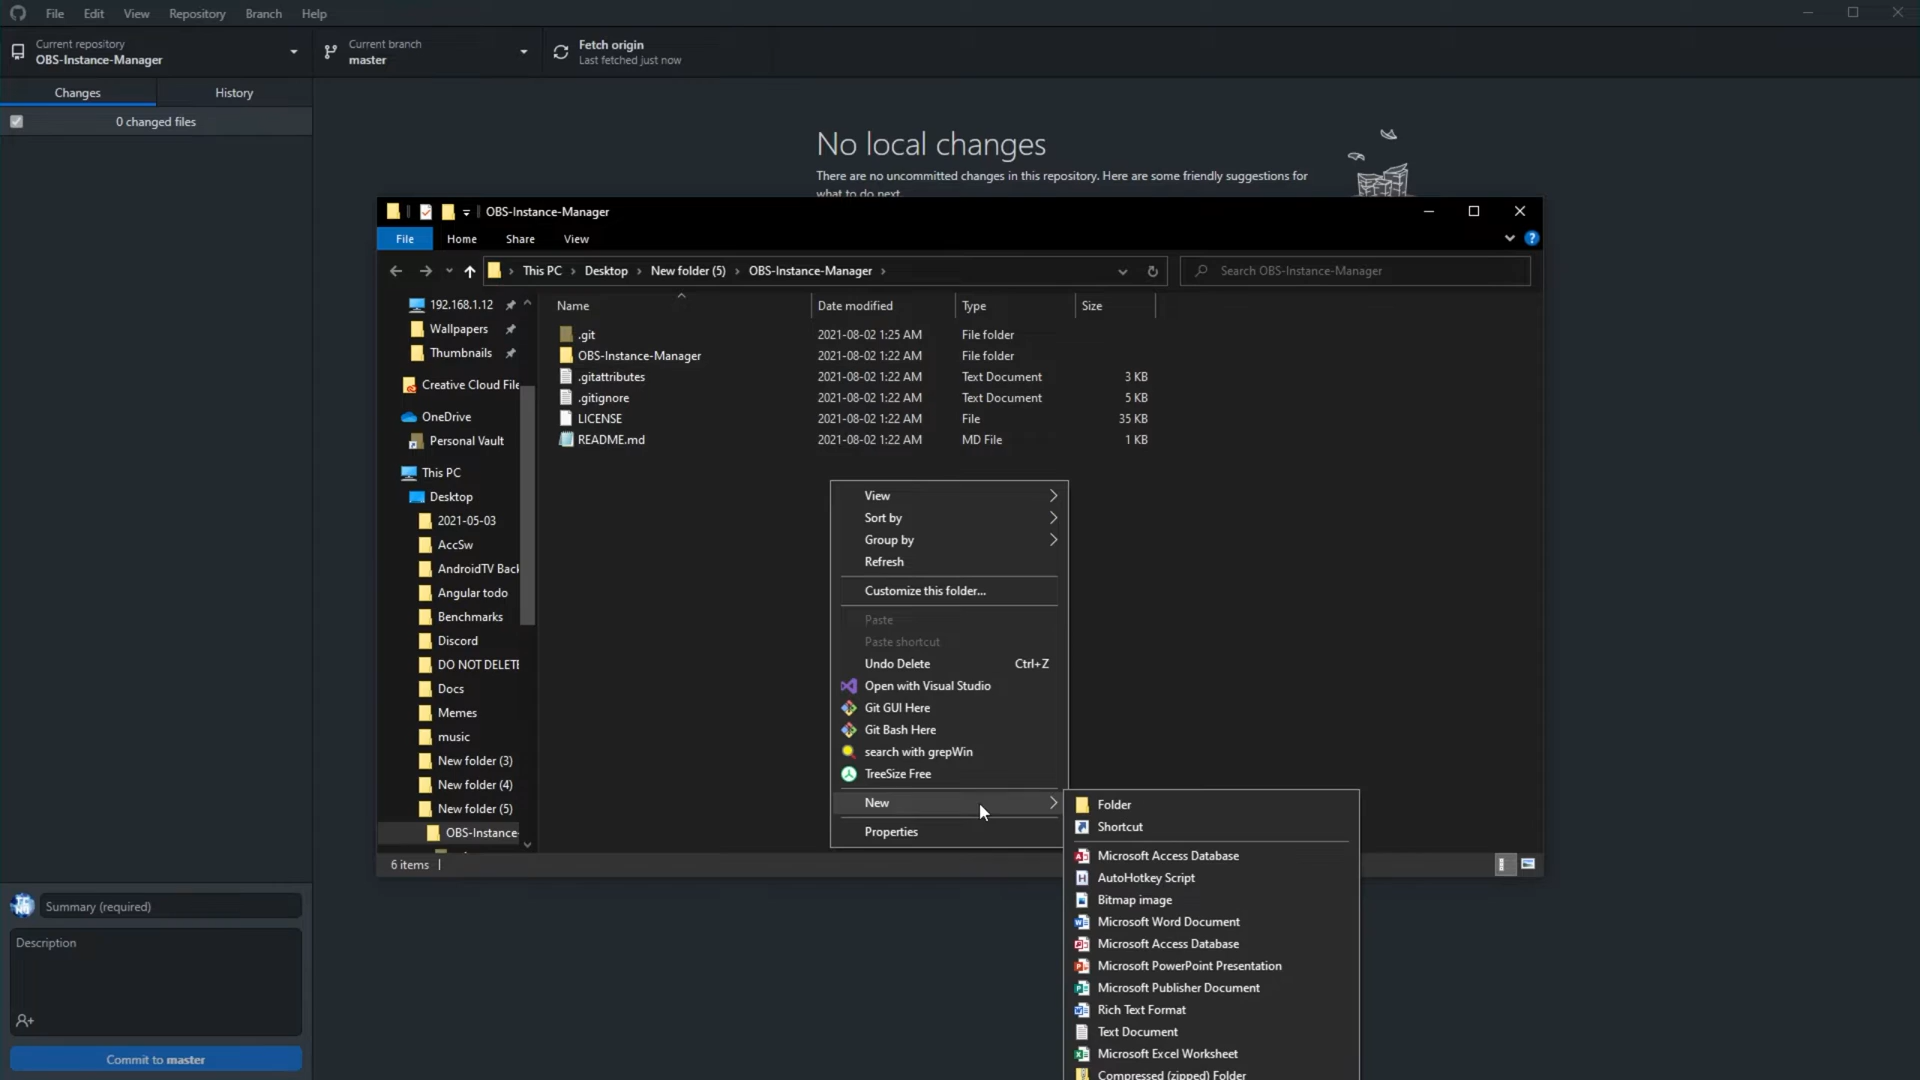 File Edit View Repository Branch Help
Current repository
OBS-Instance-Manager
Current branch
master
Fetch origin
Last fetched just now
Changes History
0 changed files
No local changes
There are no uncommitted changes in this repository. Here are some friendly suggestions for
what to do next.
OBS-Instance-Manager
File Home Share View
This PC Desktop New folder (5) OBS-Instance-Manager
Search OBS-Instance-Manager
Name Date modified Type Size
.git 2021-08-02 1:25 AM File folder
OBS-Instance-Manager 2021-08-02 1:22 AM File folder
.gitattributes 2021-08-02 1:22 AM Text Document 3 KB
.gitignore 2021-08-02 1:22 AM Text Document 5 KB
LICENSE 2021-08-02 1:22 AM File 35 KB
README.md 2021-08-02 1:22 AM MD File 1 KB
192.168.1.12
Wallpapers
Thumbnails
Creative Cloud File
OneDrive
Personal Vault
This PC
Desktop
2021-05-03
AccSw
AndroidTV Back
Angular todo
Benchmarks
Discord
DO NOT DELETE
Docs
Memes
music
New folder (3)
New folder (4)
New folder (5)
OBS-Instance-
6 items
View
Sort by
Group by
Refresh
Customize this folder...
Paste
Paste shortcut
Undo Delete Ctrl+Z
Open with Visual Studio
Git GUI Here
Git Bash Here
search with grepWin
TreeSize Free
New
Properties
Folder
Shortcut
Microsoft Access Database
AutoHotkey Script
Bitmap image
Microsoft Word Document
Microsoft Access Database
Microsoft PowerPoint Presentation
Microsoft Publisher Document
Rich Text Format
Text Document
Microsoft Excel Worksheet
Compressed (zipped) Folder
Summary (required)
Description
Commit to master